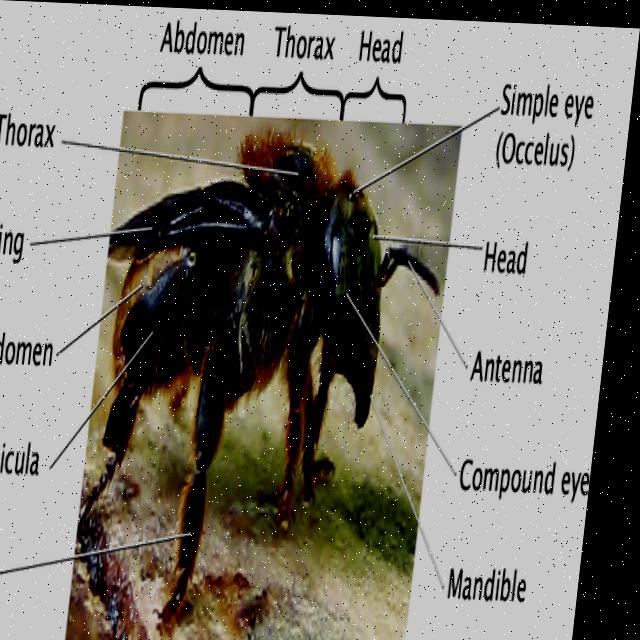 Abdomen Thorax Head
Simple eye
(Occelus)
Thorax
ing
Head
domen
Antenna
icula
Compound eye
Mandible